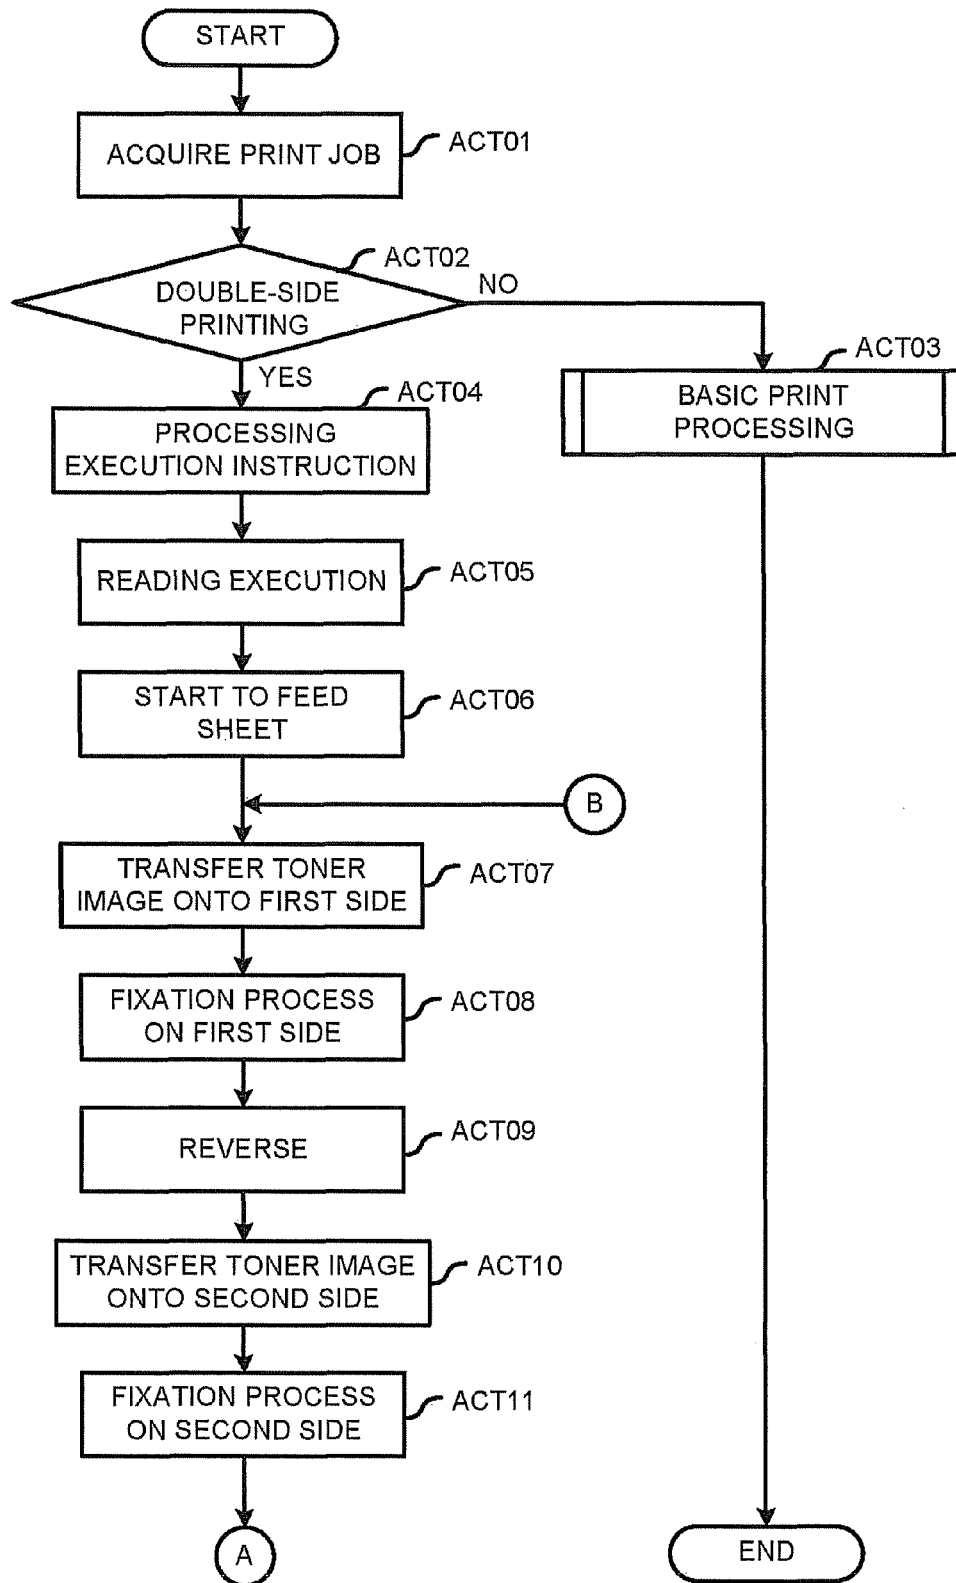 START
ACQUIRE PRINT JOB
ACT01
ACT02
DOUBLE-SIDE
PRINTING
NO
YES
ACT03
BASIC PRINT
PROCESSING
ACT04
PROCESSING
EXECUTION INSTRUCTION
READING EXECUTION
ACT05
START TO FEED
SHEET
ACT06
B
TRANSFER TONER
IMAGE ONTO FIRST SIDE
ACT07
FIXATION PROCESS
ON FIRST SIDE
ACT08
REVERSE
ACT09
TRANSFER TONER IMAGE
ONTO SECOND SIDE
ACT10
FIXATION PROCESS
ON SECOND SIDE
ACT11
A
END